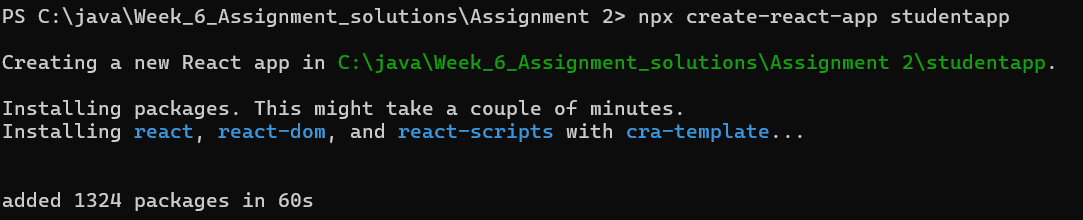 PS C:\java\Week_6_Assignment_solutions\Assignment 2> npx create-react-app studentapp
Creating a new React app in C:\java\Week_6_Assignment_solutions\Assignment 2\studentapp.
Installing packages. This might take a couple of minutes.
Installing react, react-dom, and react-scripts with cra-template...
added 1324 packages in 60s